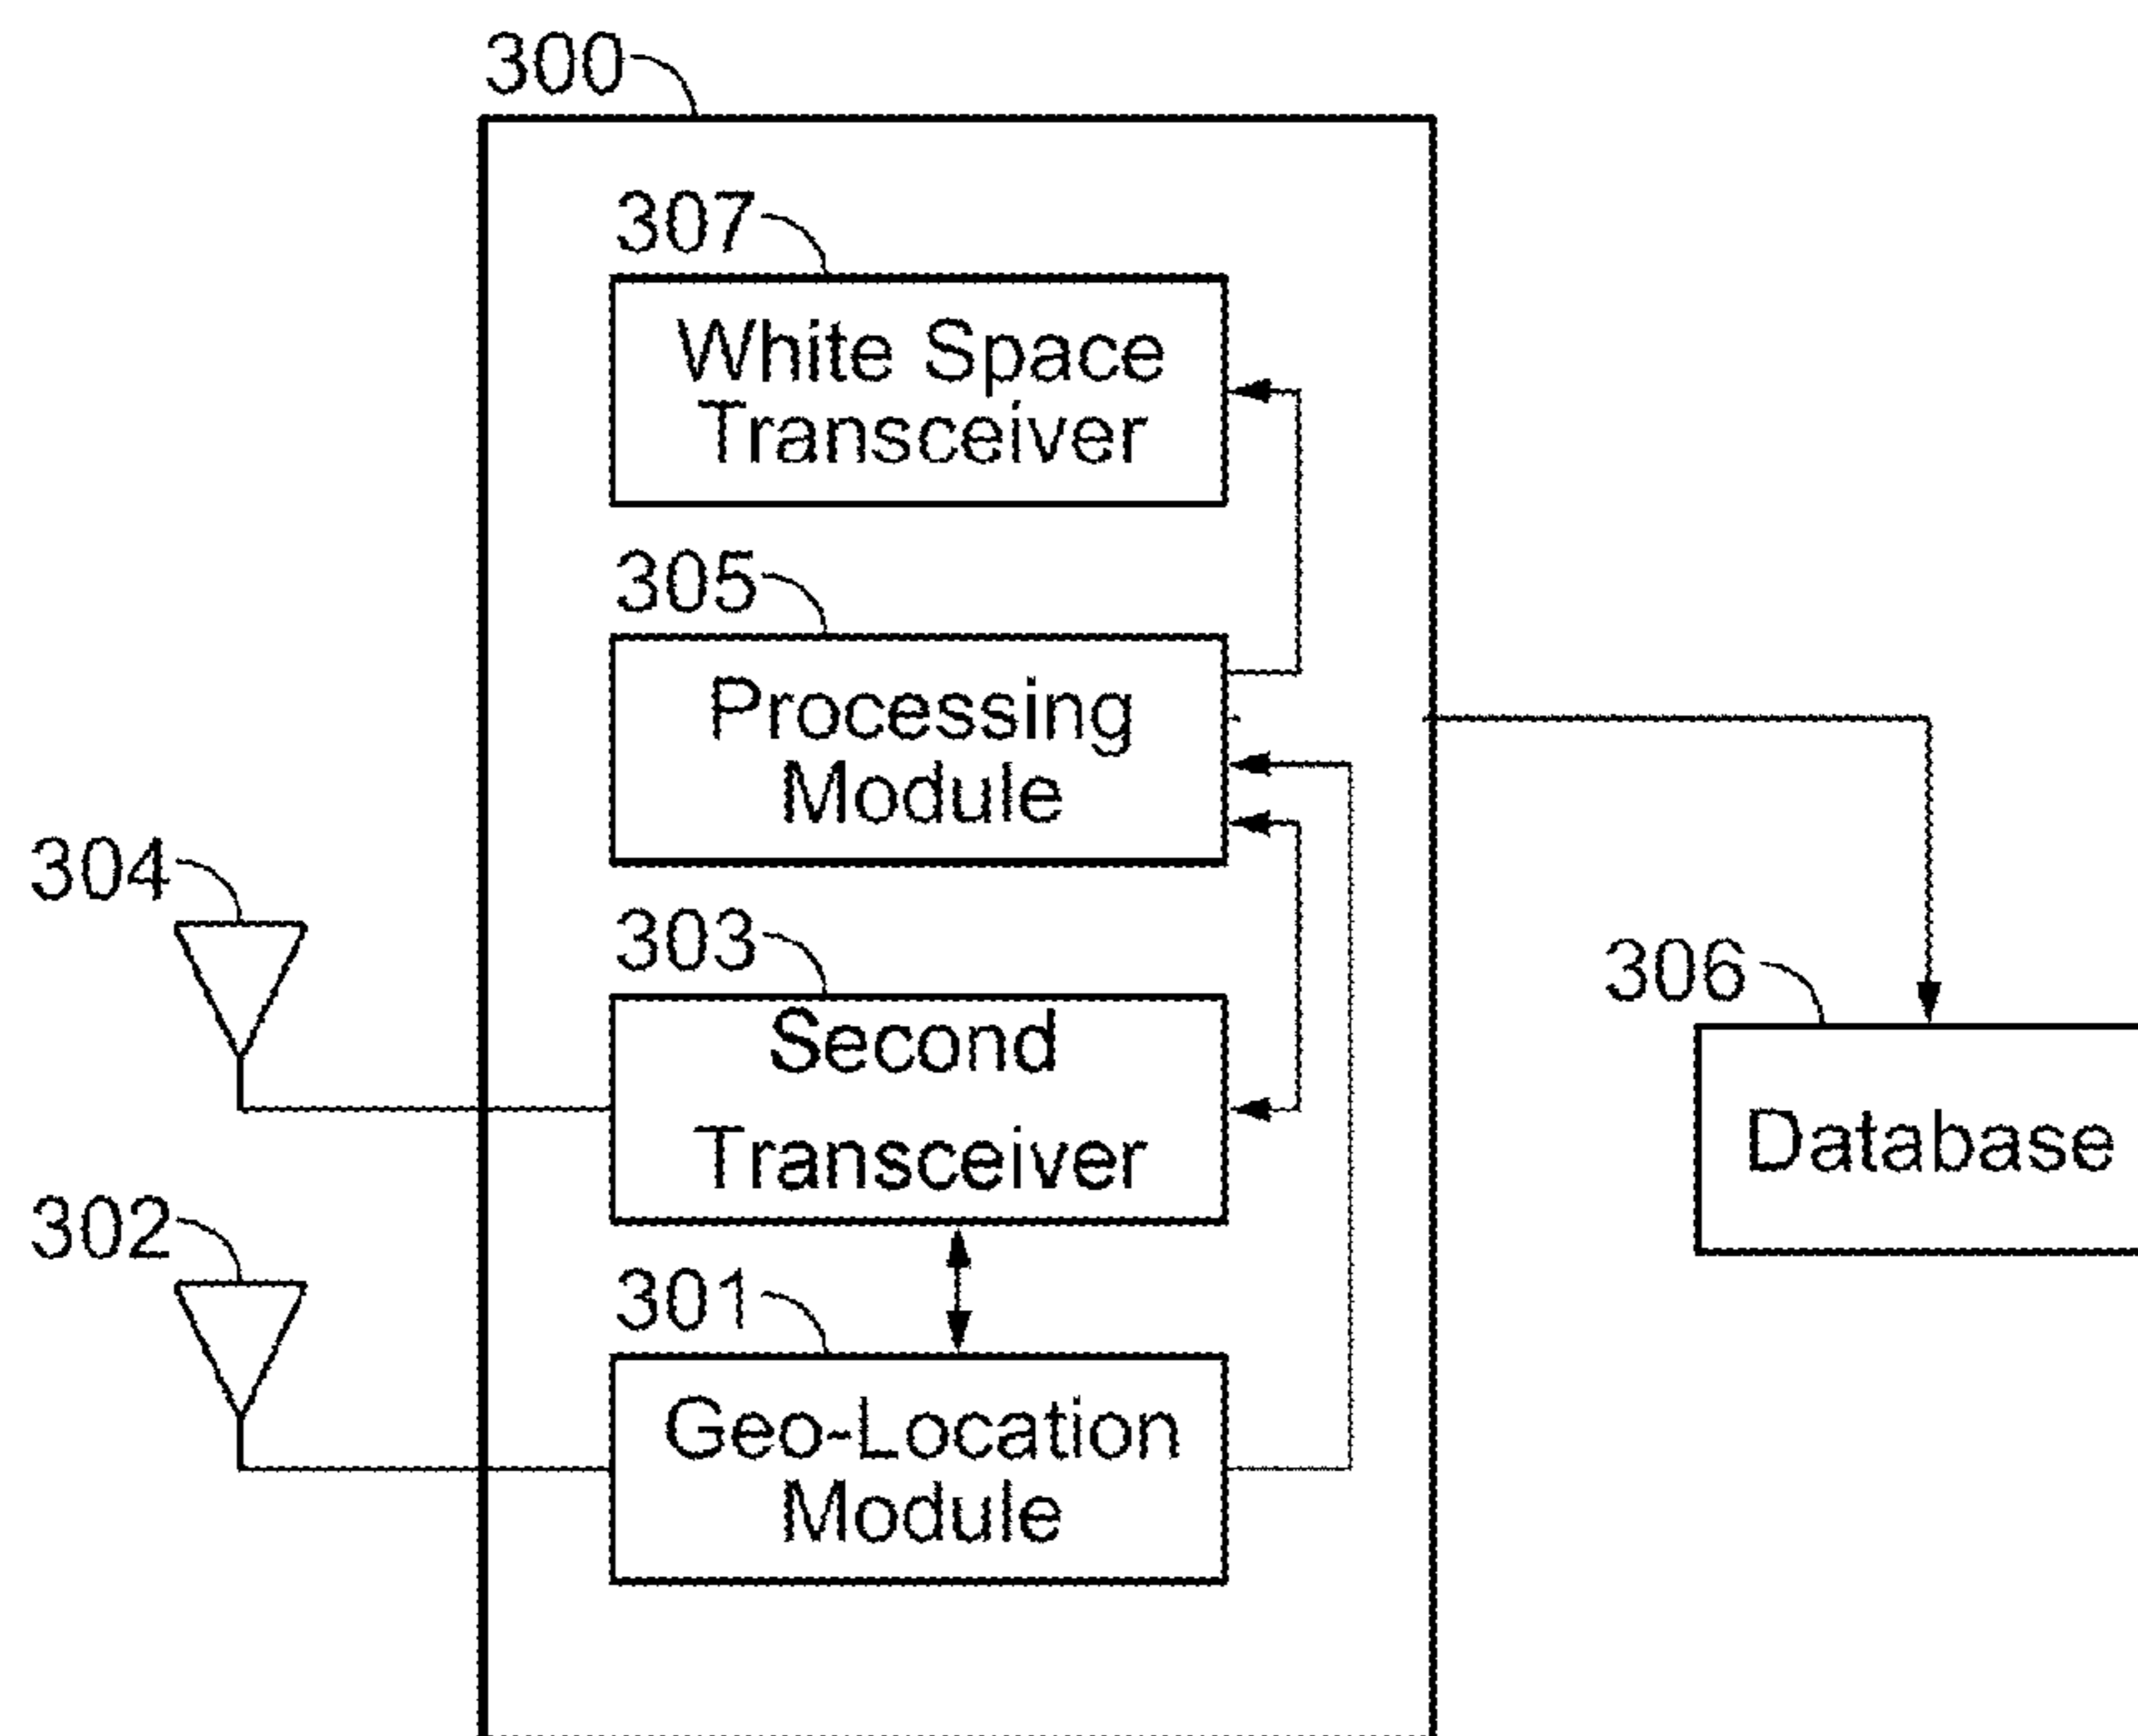 300
307
White Space
Transceiver
305
Processing
Module
304
303
Second
Transceiver
306
Database
302
301
Geo-Location
Module